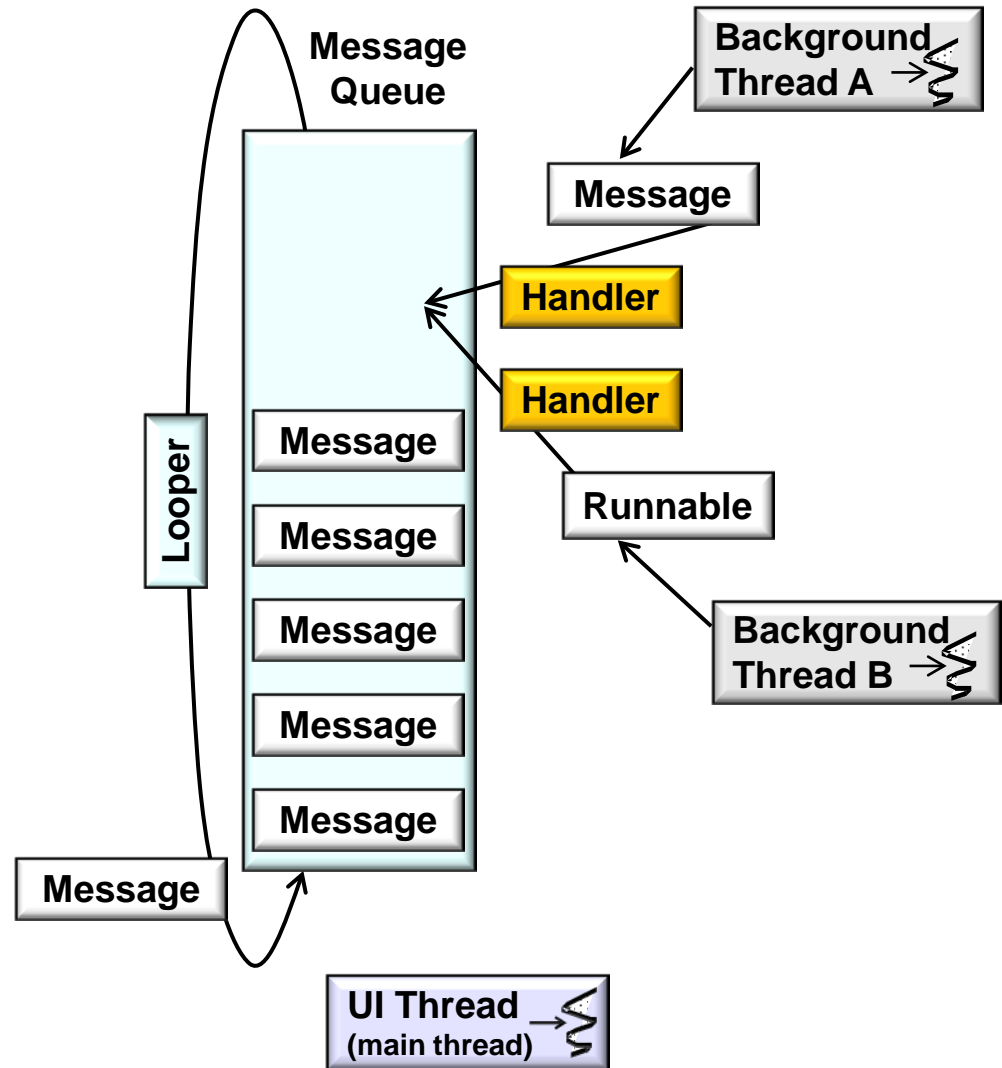 Message
Queue
Background
Thread A
Message
Handler
Handler
Message
Looper
Runnable
Message
Message
Background
Thread B
Message
Message
Message
UI Thread
(main thread)